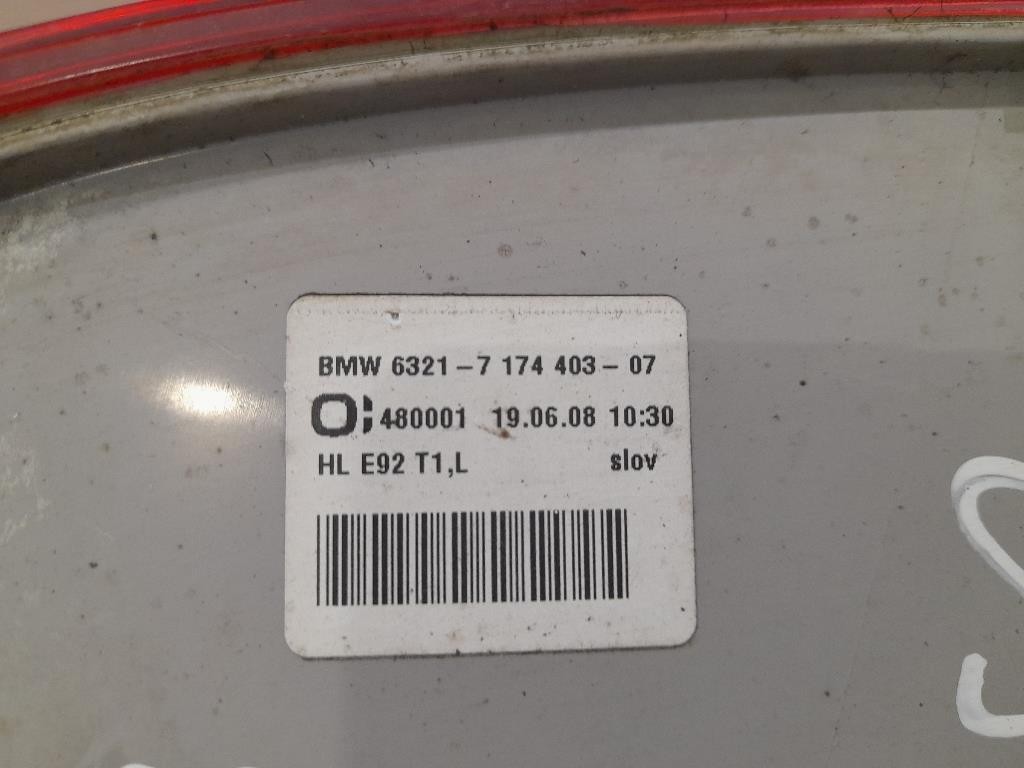 BMW 6321-7 174 403-07
480001 19.06.08 10:30
HL E92 T1,L slov